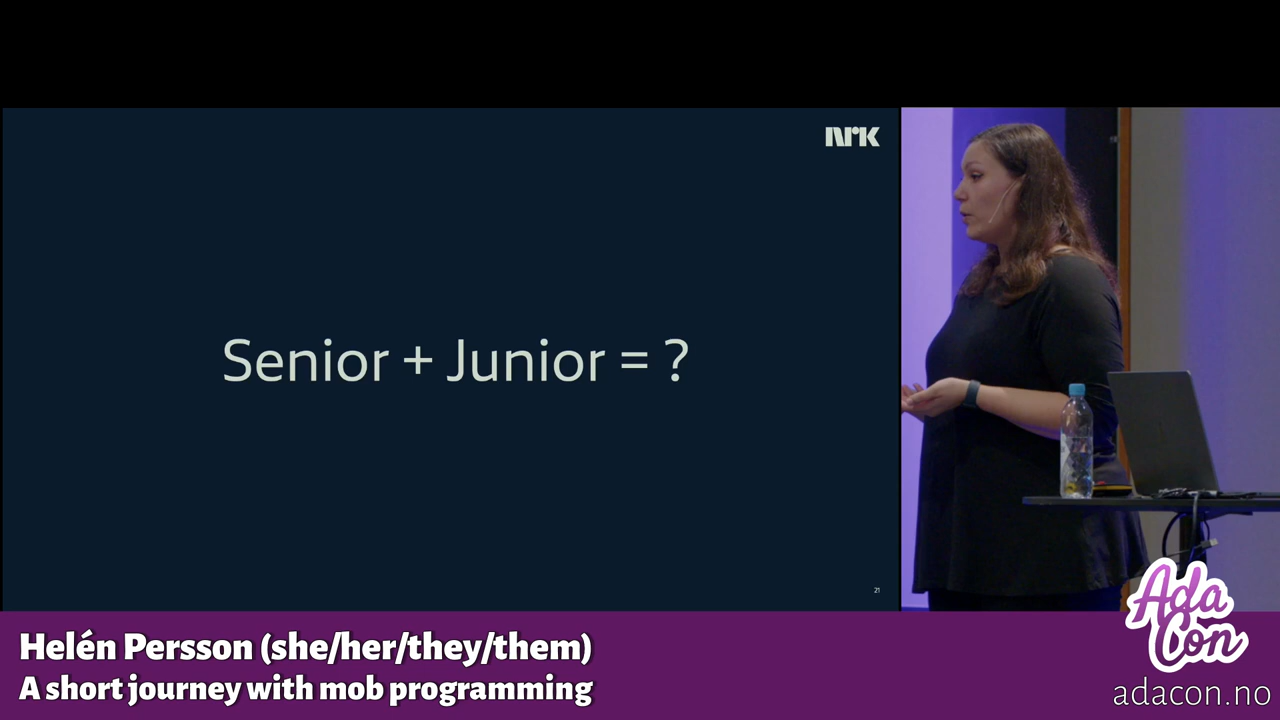 NRK
Senior + Junior = ?
21
Helén Persson (she/her/they/them)
A short journey with mob programming
Ada
Con
adacon.no